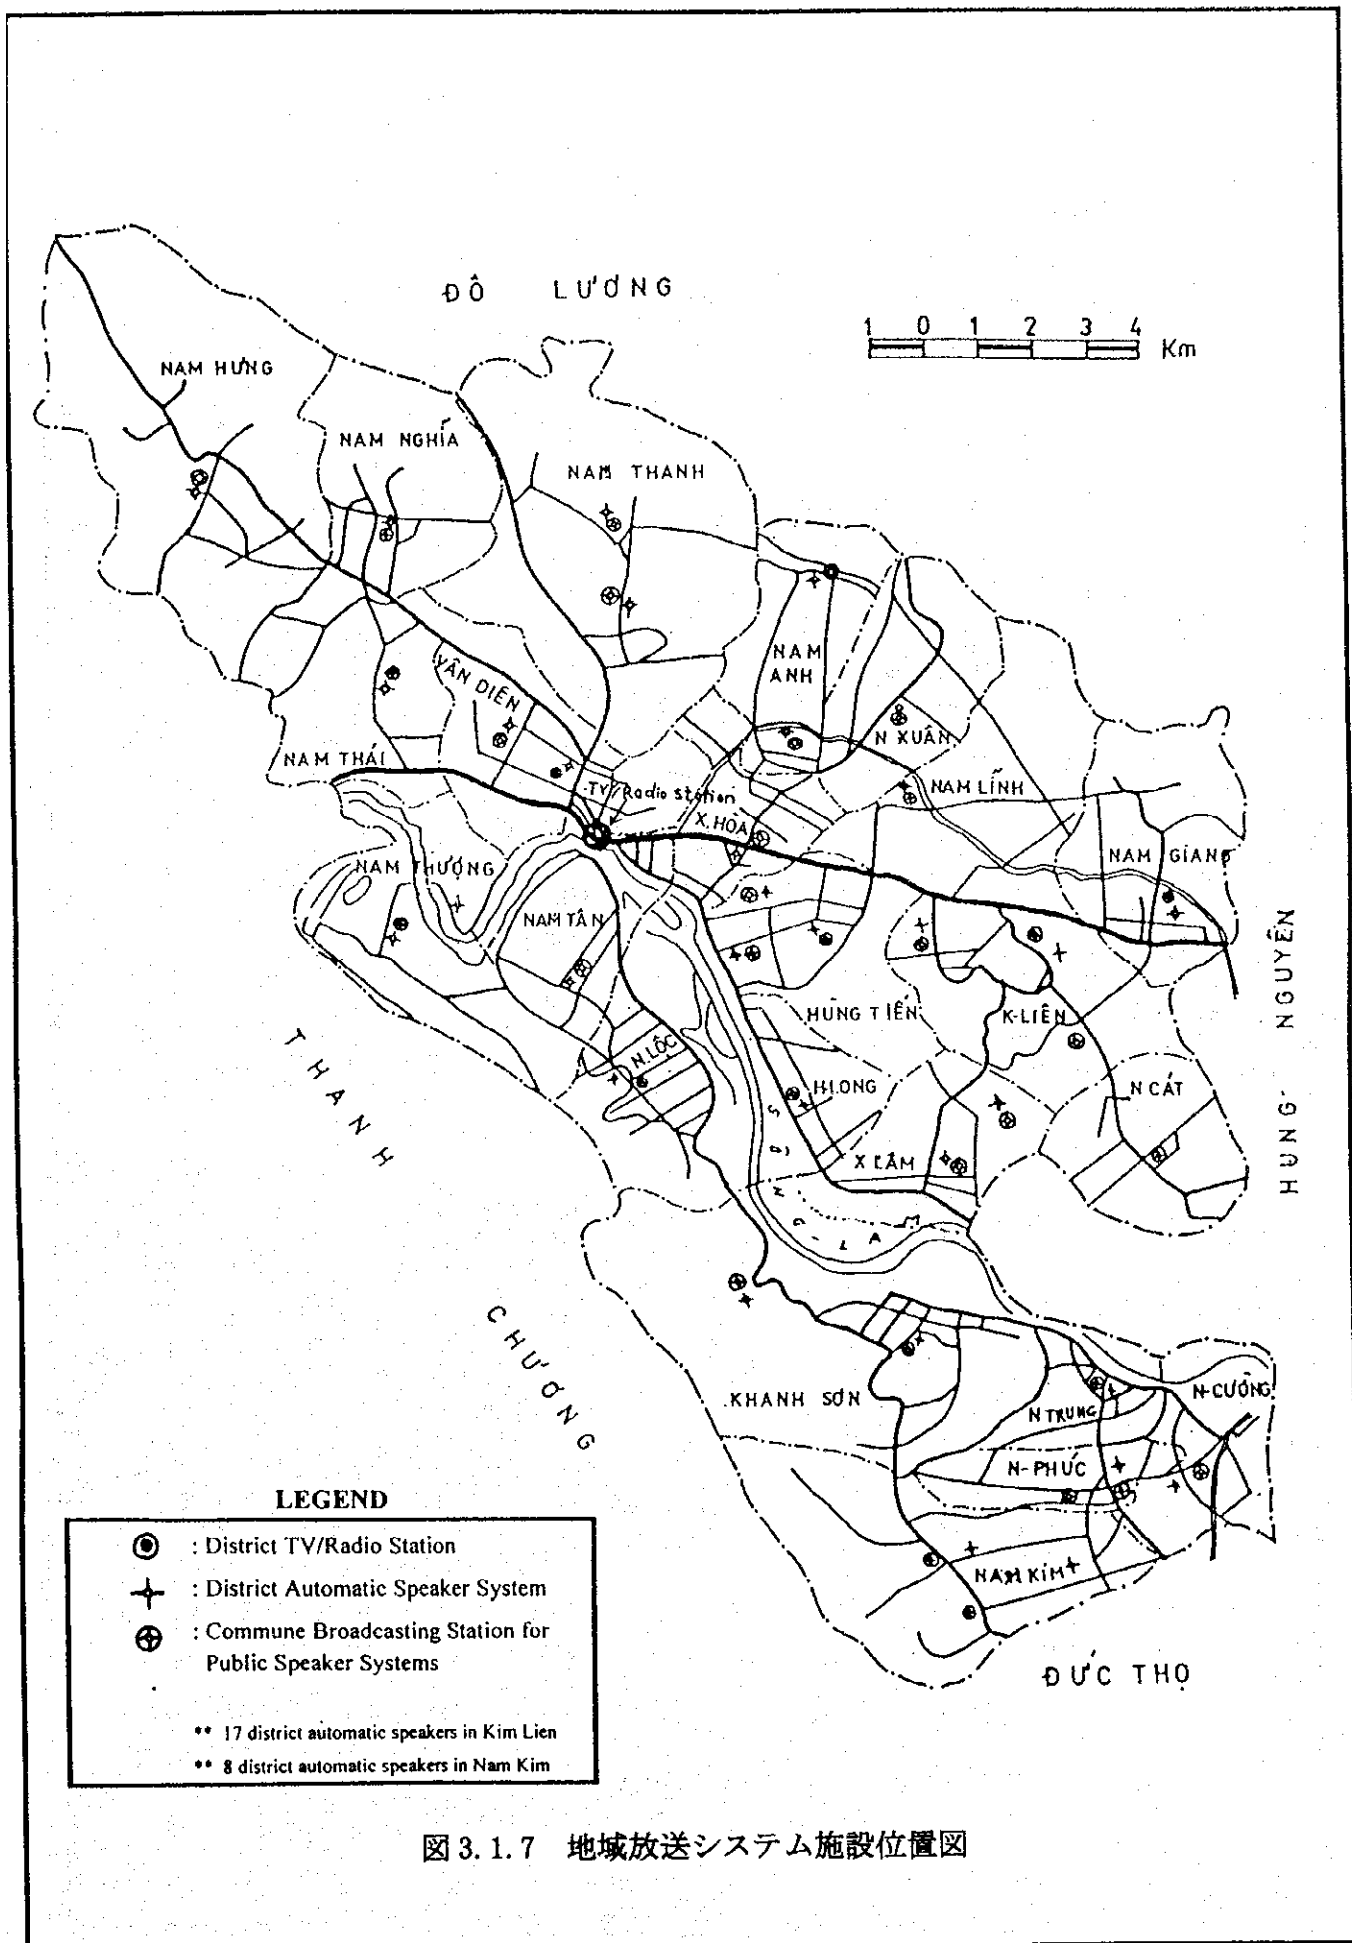 ĐÔ LƯƠNG
1 0 1 2 3 4
Km
NAM HƯNG
NAM NGHĨA
NAM THANH
NAM
ANH
VÂN DIÊN
N XUÂN
NAM THÁI
TV/Radio station
NAM LĨNH
X. HÒA
NAM GIANG
NAM THƯỢNG
NAM TÂN
HÙNG TIẾN
K-LIÊN
N. LỘC
H LONG
N CÁT
X LÂM
SÔNG LAM
HUNG- NGUYÊN
THANH
CHƯƠNG
KHANH SƠN
N TRUNG
N-CƯỜNG
N-PHÚC
NAM KIM
ĐỨC THỌ
LEGEND
: District TV/Radio Station
: District Automatic Speaker System
: Commune Broadcasting Station for
Public Speaker Systems
** 17 district automatic speakers in Kim Lien
** 8 district automatic speakers in Nam Kim
図 3.1.7 地域放送システム施設位置図